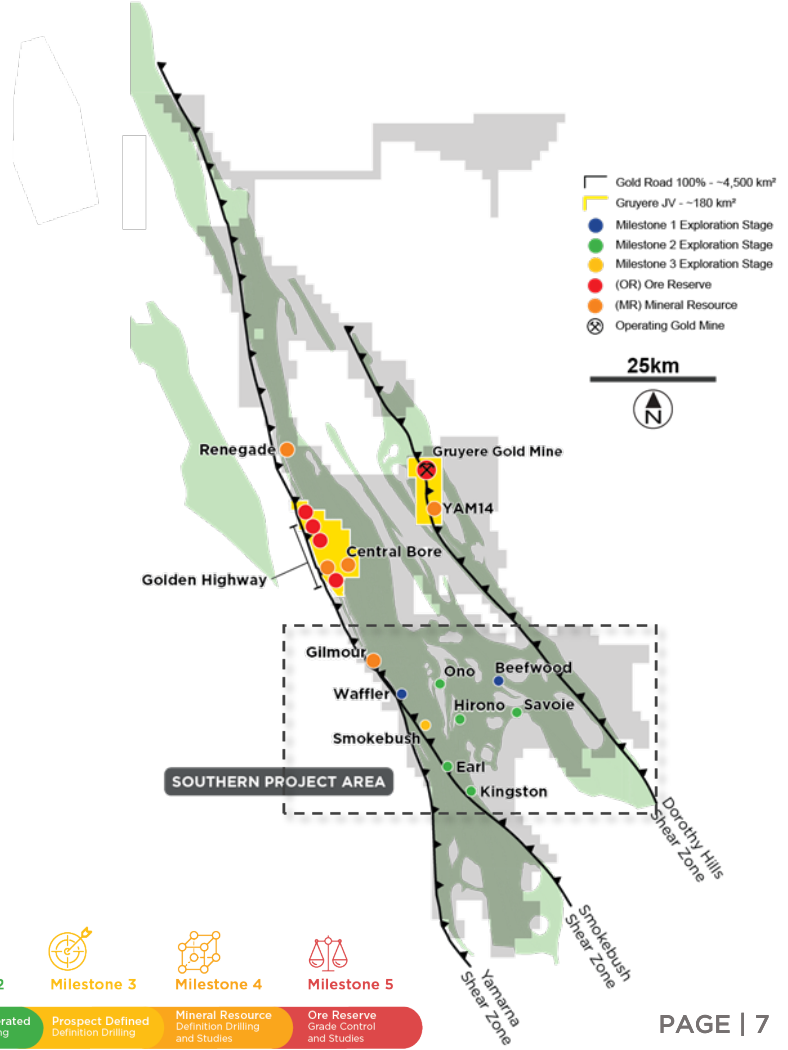 Gold Road 100% - ~4,500 km²
Gruyere JV - ~180 km²
Milestone 1 Exploration Stage
Milestone 2 Exploration Stage
Milestone 3 Exploration Stage
(OR) Ore Reserve
(MR) Mineral Resource
Operating Gold Mine
25km
N
Renegade
Gruyere Gold Mine
YAM14
Central Bore
Golden Highway
Gilmour
Ono
Beefwood
Waffler
Hirono
Savoie
Smokebush
Earl
Kingston
SOUTHERN PROJECT AREA
Dorothy Hills
Shear Zone
Smokebush
Shear Zone
Yamarna
Shear Zone
2
Milestone 3
Milestone 4
Milestone 5
erated
ng
Prospect Defined
Definition Drilling
Mineral Resource
Definition Drilling
and Studies
Ore Reserve
Grade Control
and Studies
PAGE | 7